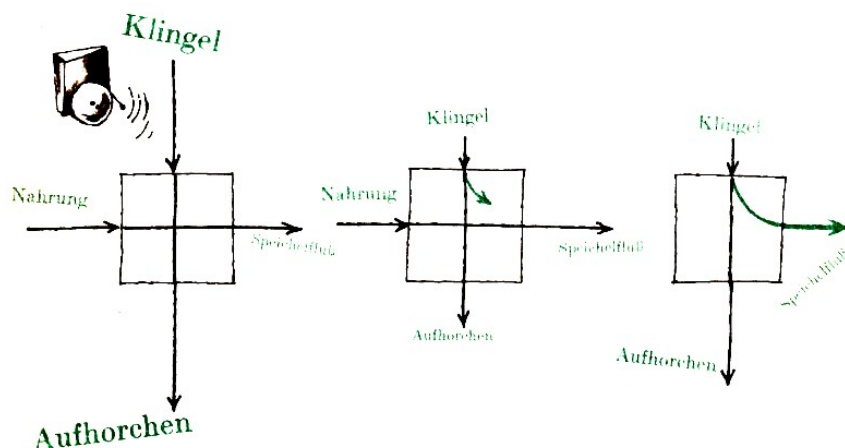 Klingel
Nahrung
Speichelfluß
Aufhorchen
Klingel
Nahrung
Speichelfluß
Aufhorchen
Klingel
Speichelfluß
Aufhorchen